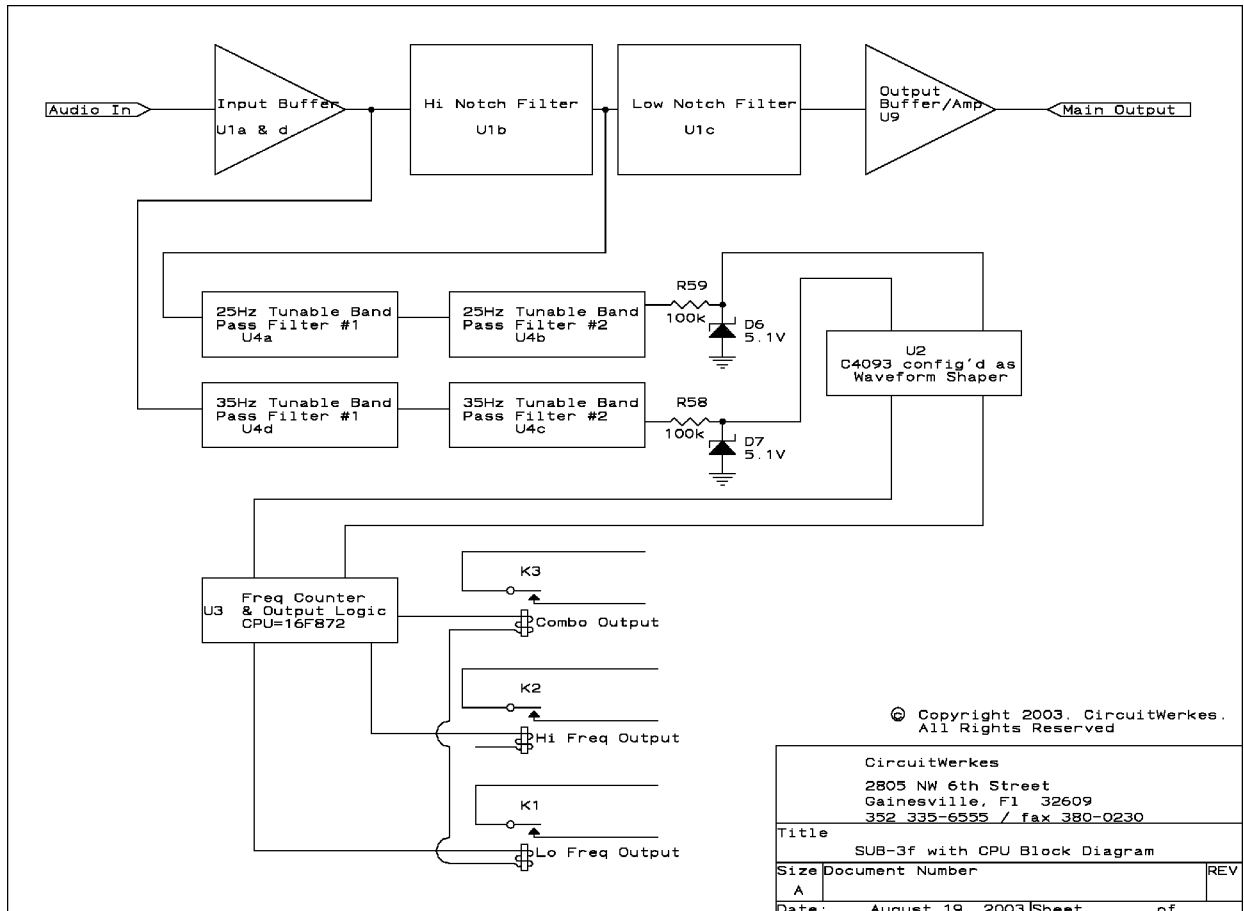 Audio In
Input Buffer
U1a & d
Hi Notch Filter
U1b
Low Notch Filter
U1c
Output
Buffer/Amp
U9
Main Output
25Hz Tunable Band
Pass Filter #1
U4a
25Hz Tunable Band
Pass Filter #2
U4b
R59
100k
D6
5.1V
U2
C4093 config'd as
Waveform Shaper
35Hz Tunable Band
Pass Filter #1
U4d
35Hz Tunable Band
Pass Filter #2
U4c
R58
100k
D7
5.1V
U3
Freq Counter
& Output Logic
CPU=16F872
K3
Combo Output
K2
Hi Freq Output
K1
Lo Freq Output
© Copyright 2003. CircuitWerkes.
All Rights Reserved
CircuitWerkes
2805 NW 6th Street
Gainesville, Fl 32609
352 335-6555 / fax 380-0230
Title
SUB-3f with CPU Block Diagram
Size
A
Document Number
REV
Date: August 19, 2003
Sheet of